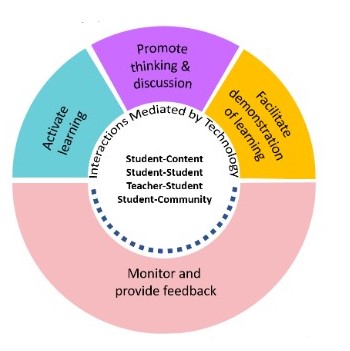 Promote
thinking &
discussion
Activate
learning
Facilitate
demonstration
of learning
Interactions Mediated by Technology
Student-Content
Student-Student
Teacher-Student
Student-Community
Monitor and
provide feedback